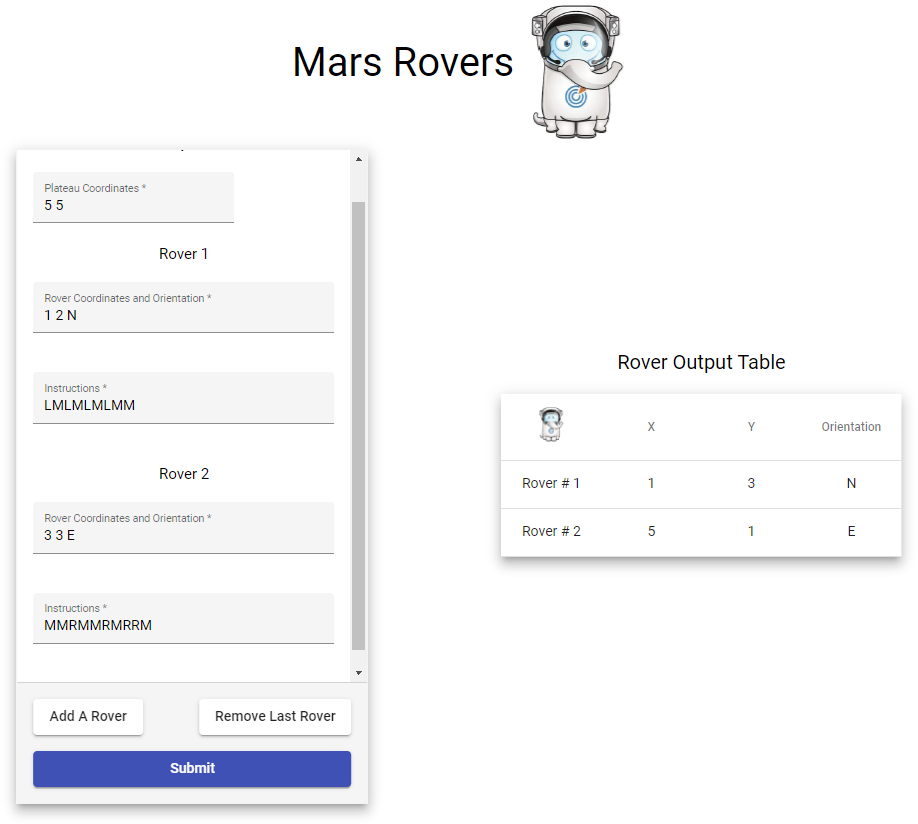 Mars Rovers
Plateau Coordinates *
5 5
Rover 1
Rover Coordinates and Orientation *
1 2 N
Instructions *
LMLMLMLMM
Rover 2
Rover Coordinates and Orientation *
3 3 E
Instructions *
MMRMMRMRRM
Add A Rover Remove Last Rover
Submit
Rover Output Table
X Y Orientation
Rover # 1 1 3 N
Rover # 2 5 1 E